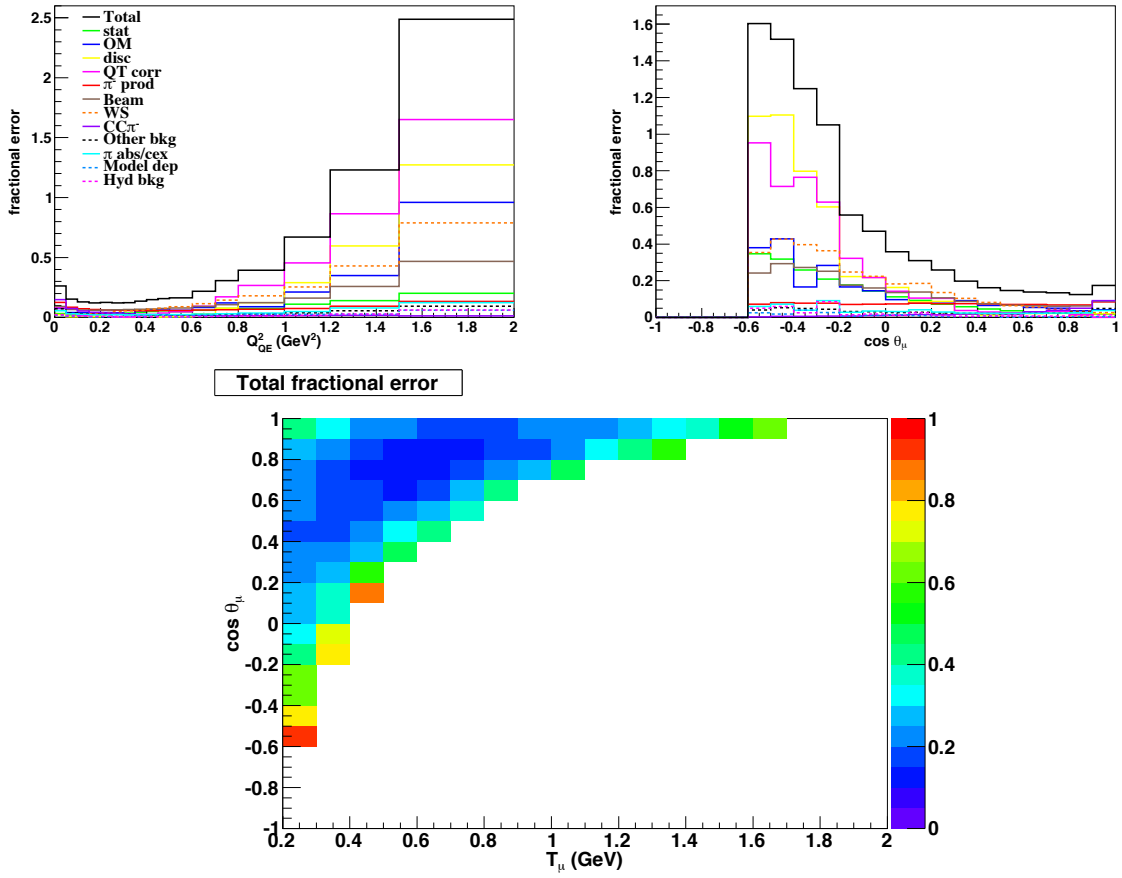 fractional error
2.5
2
1.5
1
0.5
0
Total
stat
OM
disc
QT corr
π⁻ prod
Beam
WS
CCπ⁻
Other bkg
π abs/cex
Model dep
Hyd bkg
0 0.2 0.4 0.6 0.8 1 1.2 1.4 1.6 1.8 2
Q²QE (GeV²)
fractional error
1.6
1.4
1.2
1
0.8
0.6
0.4
0.2
0
-1 -0.8 -0.6 -0.4 -0.2 0 0.2 0.4 0.6 0.8 1
cos θμ
Total fractional error
cos θμ
1
0.8
0.6
0.4
0.2
0
-0.2
-0.4
-0.6
-0.8
-1
0.2 0.4 0.6 0.8 1 1.2 1.4 1.6 1.8 2
Tμ (GeV)
1
0.8
0.6
0.4
0.2
0